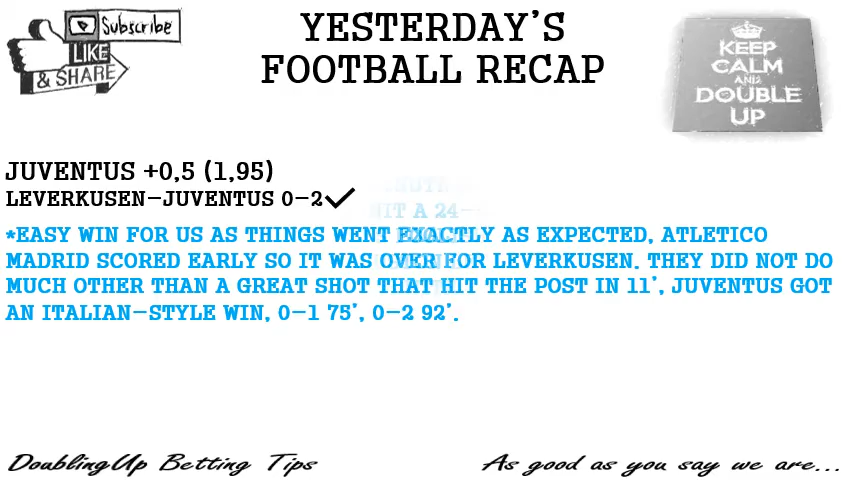 Subscribe
LIKE
& SHARE
YESTERDAY'S
FOOTBALL RECAP
KEEP
CALM
AND
DOUBLE
UP
JUVENTUS +0,5 (1,95)
LEVERKUSEN-JUVENTUS 0-2✓
*EASY WIN FOR US AS THINGS WENT EXACTLY AS EXPECTED, ATLETICO
MADRID SCORED EARLY SO IT WAS OVER FOR LEVERKUSEN. THEY DID NOT DO
MUCH OTHER THAN A GREAT SHOT THAT HIT THE POST IN 11', JUVENTUS GOT
AN ITALIAN-STYLE WIN, 0-1 75', 0-2 92'.
DoublingUp Betting Tips
As good as you say we are...